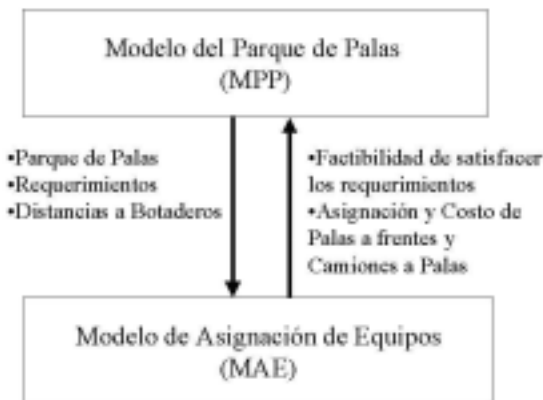 Modelo del Parque de Palas
(MPP)
•Parque de Palas
•Requerimientos
•Distancias a Botaderos
•Factibilidad de satisfacer
los requerimientos
•Asignación y Costo de
Palas a frentes y
Camiones a Palas
Modelo de Asignación de Equipos
(MAE)